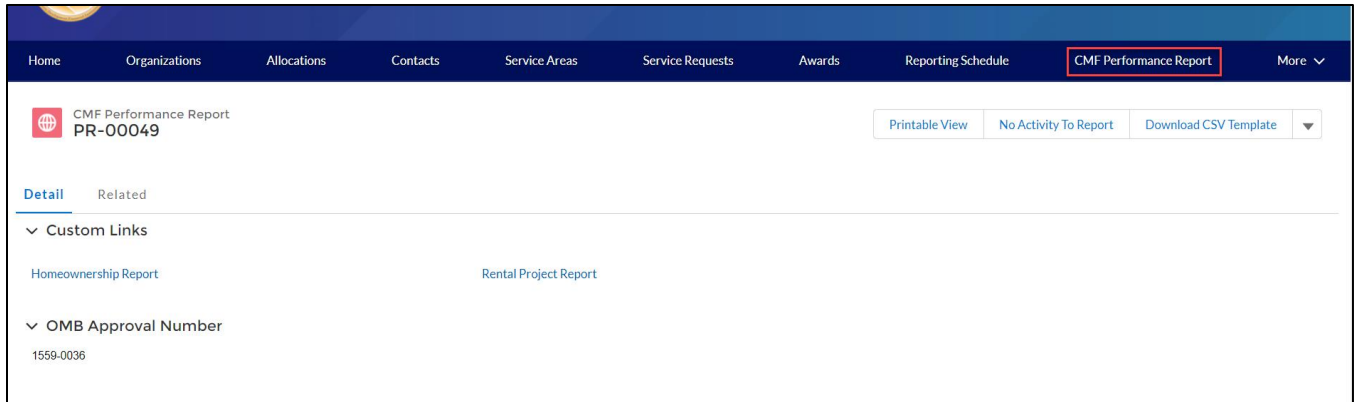 Home Organizations Allocations Contacts Service Areas Service Requests Awards Reporting Schedule CMF Performance Report More
CMF Performance Report
PR-00049
Printable View No Activity To Report Download CSV Template
Detail Related
Custom Links
Homeownership Report Rental Project Report
OMB Approval Number
1559-0036